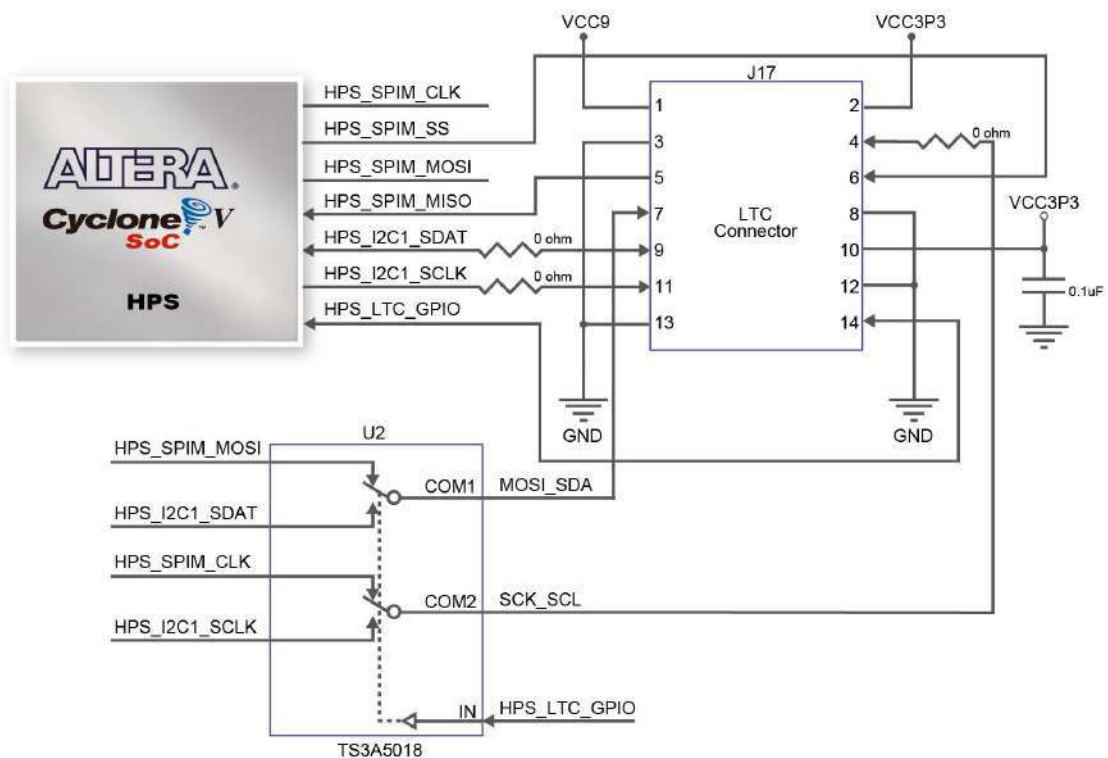 VCC9
VCC3P3
J17
HPS_SPIM_CLK
HPS_SPIM_SS
HPS_SPIM_MOSI
HPS_SPIM_MISO
HPS_I2C1_SDAT
0 ohm
HPS_I2C1_SCLK
0 ohm
HPS_LTC_GPIO
ALTERA®
Cyclone™ V
SoC
HPS
1
3
5
7
9
11
13
LTC
Connector
2
4
6
8
10
12
14
0 ohm
VCC3P3
0.1uF
GND
GND
U2
HPS_SPIM_MOSI
HPS_I2C1_SDAT
HPS_SPIM_CLK
HPS_I2C1_SCLK
COM1
MOSI_SDA
COM2
SCK_SCL
IN
HPS_LTC_GPIO
TS3A5018